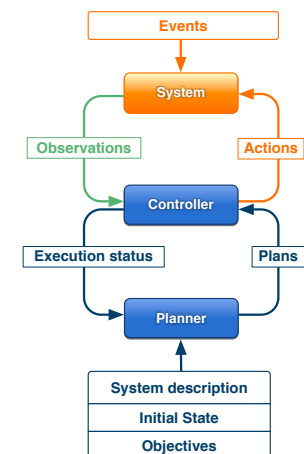 Events
System
Observations
Actions
Controller
Execution status
Plans
Planner
System description
Initial State
Objectives